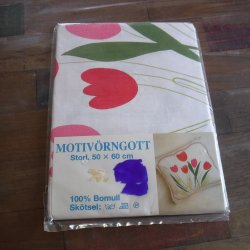 MOTIVÖRNGOTT
Storl. 50 × 60 cm
100% Bomull
Skötsel: